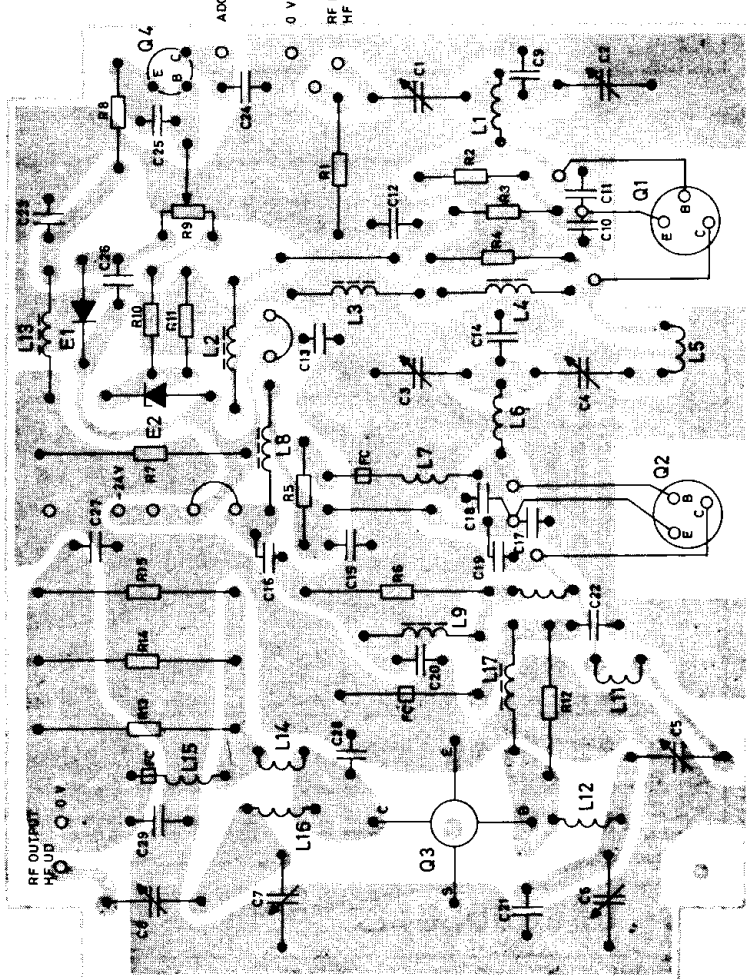 ADC
0 V
RF
HF
Q4
E
B
C
R8
C25
C24
C1
C9
C2
L1
R1
R2
C12
R3
C11
Q1
B
E
C
C10
R4
R9
C26
L13
E1
R10
R11
L2
L3
L4
C13
C14
C3
L5
C4
L6
E2
R7
L8
R5
FC
L7
-24V
C27
C18
C17
Q2
B
E
C
C16
C15
C19
R15
R6
R14
L9
C20
C22
R13
FC
L17
R12
L11
FC
L15
L14
C28
C5
RF OUTPUT
HF UD
0 V
C29
L16
C
E
B
S
Q3
L12
C8
C7
C21
C6